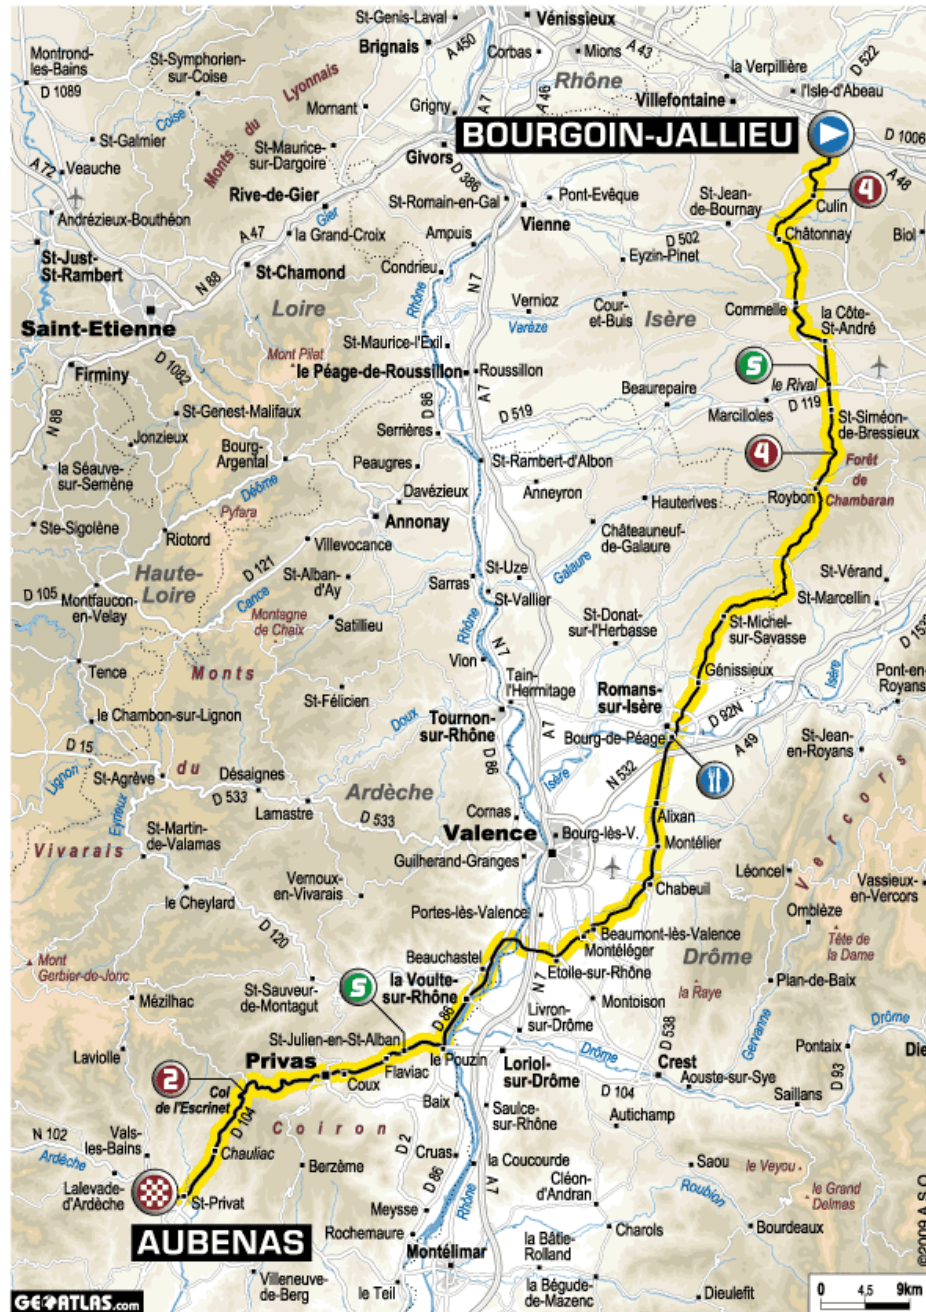 St-Genis-Laval
Vénissieux
Brignais
A 450
Corbas
Mions
A 43
D 522
Montrond-
les-Bains
D 1089
St-Symphorien-
sur-Coise
la Verpillière
Rhône
Villefontaine
l'Isle-d'Abeau
Coise
Monts
du
Lyonnais
Mornant
Grigny
A 7
A 46
St-Galmier
BOURGOIN-JALLIEU
D 1006
St-Maurice-
sur-Dargoire
Givors
D 386
A 72
Veauche
A 48
4
Rive-de-Gier
St-Romain-en-Gal
Pont-Evêque
St-Jean-
de-Bournay
Culin
Andrézieux-Bouthéon
Gier
Vienne
A 47
la Grand-Croix
Ampuis
D 502
Châtonnay
Biol
St-Just-
St-Rambert
N 88
St-Chamond
Condrieu
N 7
Eyzin-Pinet
Rhône
Loire
Vernioz
Cour-
et-Buis
Isère
Commelle
la Côte-
St-André
Saint-Etienne
Varèze
St-Maurice-l'Exil
Mont Pilat
Firminy
D 1082
le Péage-de-Roussillon
Roussillon
S
le Rival
A 7
Beaurepaire
D 119
N 88
St-Genest-Malifaux
D 86
D 519
Marcilloles
St-Siméon-
de-Bressieux
Jonzieux
Serrières
Bourg-
Argental
4
la Séauve-
sur-Semène
Peaugres
St-Rambert-d'Albon
Forêt
de
Chambaran
Déôme
Davézieux
Anneyron
Hauterives
Roybon
Ste-Sigolène
Pyfara
Annonay
Riotord
Villevocance
Châteauneuf-
de-Galaure
Haute-
Loire
D 121
St-Alban-
d'Ay
St-Uze
Galaure
St-Vérand
D 105
Sarras
St-Vallier
St-Marcellin
Montfaucon-
en-Velay
Cance
Montagne
de Chaix
Satillieu
St-Donat-
sur-l'Herbasse
St-Michel-
sur-Savasse
Rhône
N 7
Tence
Monts
Vion
Génissieux
Isère
Pont-en-
Royans
St-Félicien
Tain-
l'Hermitage
Romans-
sur-Isère
le Chambon-sur-Lignon
Doux
Tournon-
sur-Rhône
D 92N
A 7
Bourg-de-Péage
A 49
St-Jean-
en-Royans
D 15
D 86
Isère
N 532
Lignon
St-Agrève
du
Désaignes
D 533
Lamastre
Ardèche
Eyrieux
Cornas
Alixan
St-Martin-
de-Valamas
D 533
Valence
Bourg-lès-V.
Montélier
Vercors
Vivarais
Guilherand-Granges
Léoncel
Vernoux-
en-Vivarais
Chabeuil
Vassieux-
en-Vercors
le Cheylard
Portes-lès-Valence
Omblèze
Beaumont-lès-Valence
Tête de
la Dame
D 120
Montéléger
Mont
Gerbier-de-Jonc
Beauchastel
Etoile-sur-Rhône
Drôme
S
la Voulte-
sur-Rhône
N 7
la Raye
Plan-de-Baix
Mézilhac
St-Sauveur-
de-Montagut
Montoison
D 86
Livron-
sur-Drôme
D 538
Gervanne
Drôme
St-Julien-en-St-Alban
Laviolle
Privas
le Pouzin
Drôme
Pontaix
Die
2
Flaviac
Loriol-
sur-Drôme
Crest
D 93
Coux
Aouste-sur-Sye
Col
de l'Escrinet
Baix
D 104
Saillans
D 104
Saulce-
sur-Rhône
Autichamp
Coiron
N 102
Vals-
les-Bains
D 2
Chauliac
Cruas
Ardèche
Berzème
la Coucourde
Saou
le Veyou
D 86
Lalevade-
d'Ardèche
St-Privat
Rhône
A 7
Cléon-
d'Andran
Roubion
le Grand
Delmas
Meysse
AUBENAS
Rochemaure
Charols
Bourdeaux
la Bâtie-
Rolland
Montélimar
Villeneuve-
de-Berg
le Teil
la Bégude-
de-Mazenc
Dieulefit
©2009 A.S.O.
0 4,5 9km
GEOATLAS.com